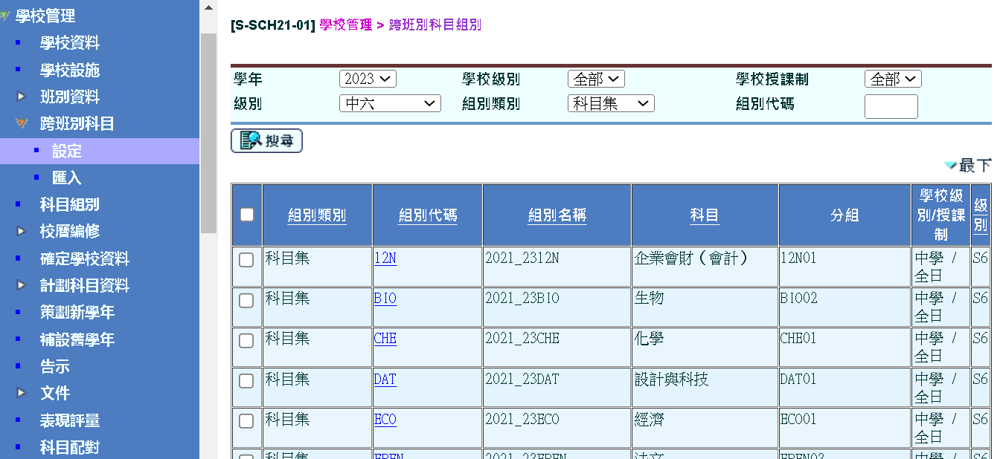 學校管理
學校資料
學校設施
班別資料
跨班別科目
設定
匯入
科目組別
校曆編修
確定學校資料
計劃科目資料
策劃新學年
補設舊學年
告示
文件
表現評量
科目配對
[S-SCH21-01] 學校管理 > 跨班別科目組別
學年 2023 學校級別 全部 學校授課制 全部
級別 中六 組別類別 科目集 組別代碼
搜尋
最下
組別類別 組別代碼 組別名稱 科目 分組 學校級別/授課制 級別
科目集 12N 2021_2312N 企業會財（會計） 12N01 中學 / 全日 S6
科目集 BIO 2021_23BIO 生物 BIO02 中學 / 全日 S6
科目集 CHE 2021_23CHE 化學 CHE01 中學 / 全日 S6
科目集 DAT 2021_23DAT 設計與科技 DAT01 中學 / 全日 S6
科目集 ECO 2021_23ECO 經濟 ECO01 中學 / 全日 S6